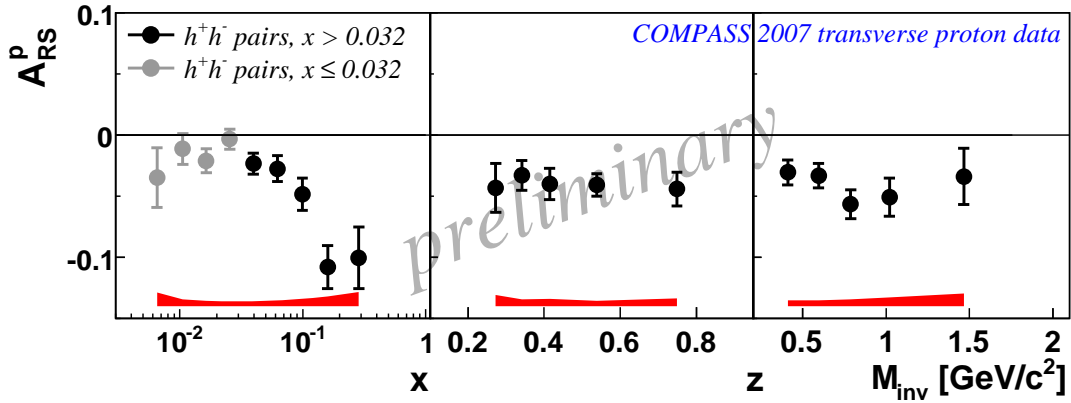 0.1
0
-0.1
A^p_RS
h⁺h⁻ pairs, x > 0.032
h⁺h⁻ pairs, x ≤ 0.032
COMPASS 2007 transverse proton data
preliminary
10⁻² 10⁻¹ 1 0.2 0.4 0.6 0.8 0.5 1 1.5 2
x z M_inv [GeV/c²]